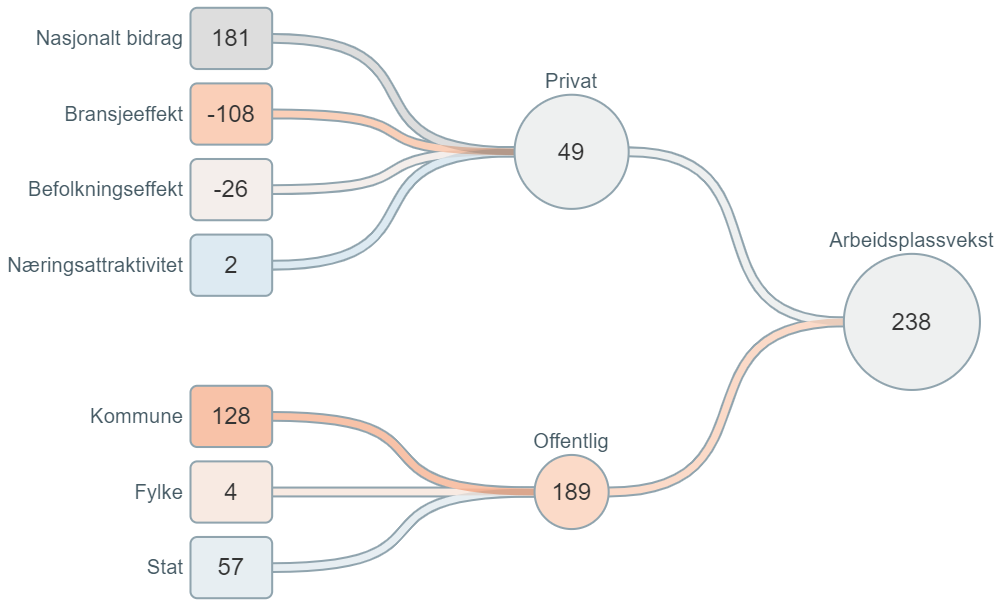 Nasjonalt bidrag
181
Bransjeeffekt
-108
Befolkningseffekt
-26
Næringsattraktivitet
2
Privat
49
Arbeidsplassvekst
238
Kommune
128
Fylke
4
Stat
57
Offentlig
189